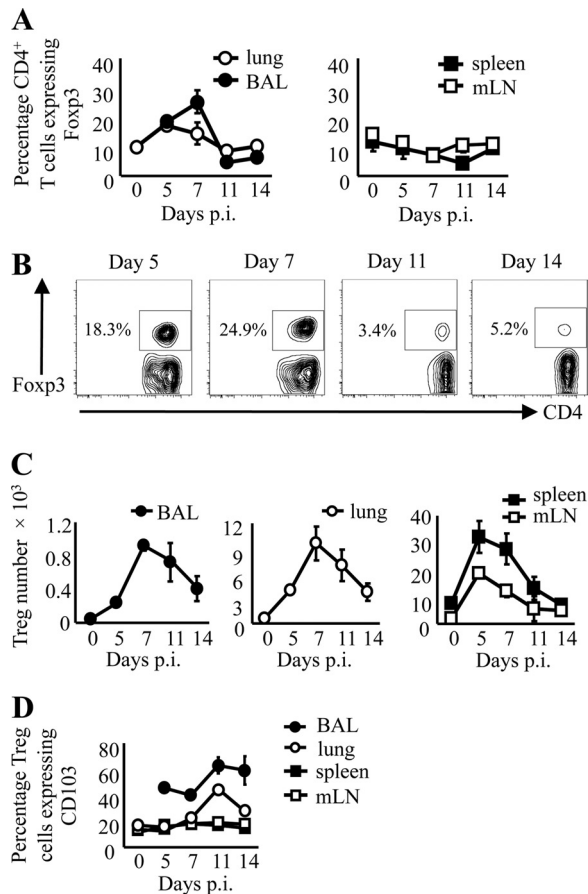 A
Percentage CD4+
T cells expressing
Foxp3
40
30
20
10
0
lung
BAL
0 5 7 11 14
Days p.i.
40
30
20
10
0
spleen
mLN
0 5 7 11 14
Days p.i.
B
Day 5 Day 7 Day 11 Day 14
18.3% 24.9% 3.4% 5.2%
Foxp3
CD4
C
Treg number × 10³
1.2
0.8
0.4
0
BAL
0 5 7 11 14
Days p.i.
12
9
6
3
0
lung
0 5 7 11 14
Days p.i.
40
30
20
10
0
spleen
mLN
0 5 7 11 14
Days p.i.
D
Percentage Treg
cells expressing
CD103
80
60
40
20
0
BAL
lung
spleen
mLN
0 5 7 11 14
Days p.i.